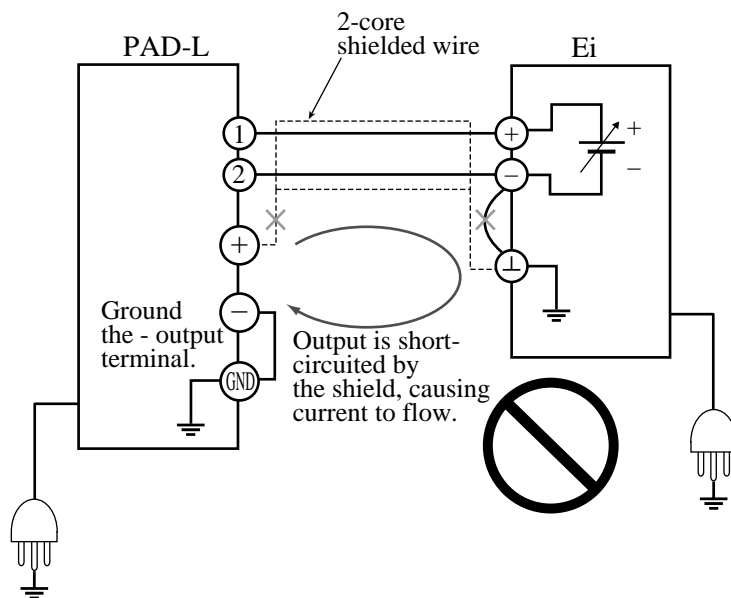 2-core
shielded wire
PAD-L
Ei
1
+
+
2
−
−
+
⊥
Ground
the - output
terminal.
−
Output is short-
circuited by
the shield, causing
current to flow.
GND